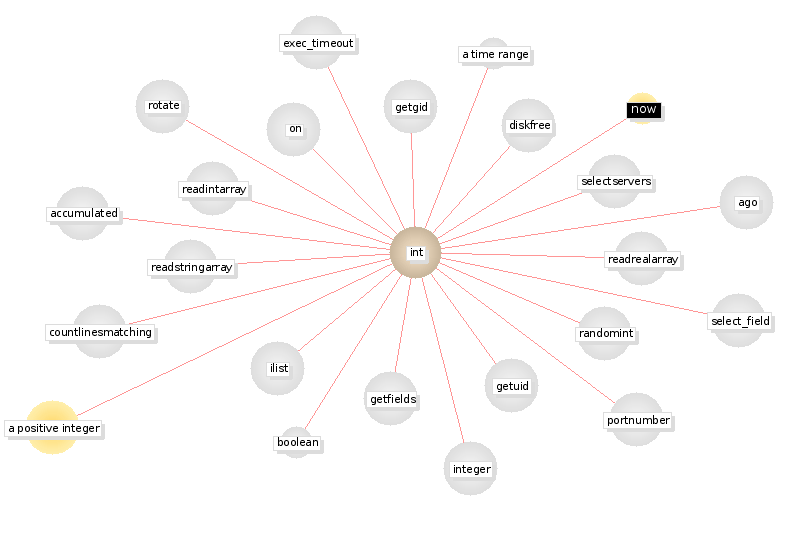 exec_timeout
a time range
rotate
getgid
now
on
diskfree
selectservers
readintarray
ago
accumulated
int
readrealarray
readstringarray
select_field
countlinesmatching
randomint
ilist
getuid
getfields
portnumber
a positive integer
boolean
integer